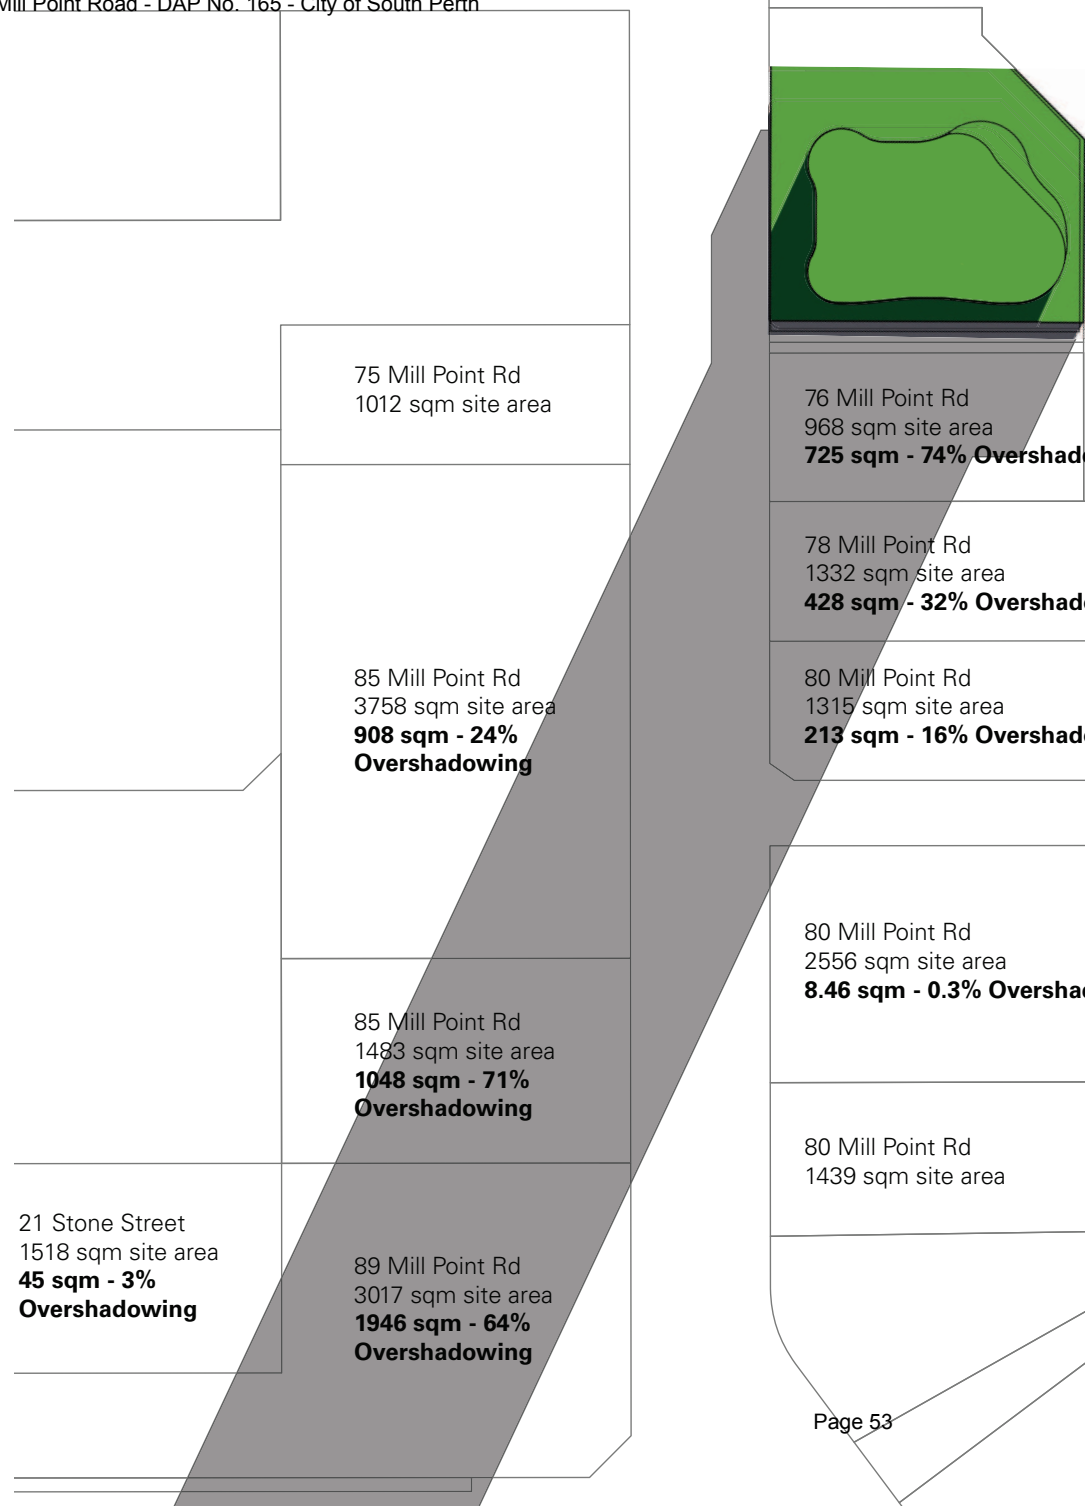 Mill Point Road - DAP No. 165 - City of South Perth
75 Mill Point Rd
1012 sqm site area
76 Mill Point Rd
968 sqm site area
725 sqm - 74% Overshad
78 Mill Point Rd
1332 sqm site area
428 sqm - 32% Overshad
85 Mill Point Rd
3758 sqm site area
908 sqm - 24%
Overshadowing
80 Mill Point Rd
1315 sqm site area
213 sqm - 16% Overshad
80 Mill Point Rd
2556 sqm site area
8.46 sqm - 0.3% Overshad
85 Mill Point Rd
1483 sqm site area
1048 sqm - 71%
Overshadowing
80 Mill Point Rd
1439 sqm site area
21 Stone Street
1518 sqm site area
45 sqm - 3%
Overshadowing
89 Mill Point Rd
3017 sqm site area
1946 sqm - 64%
Overshadowing
Page 53